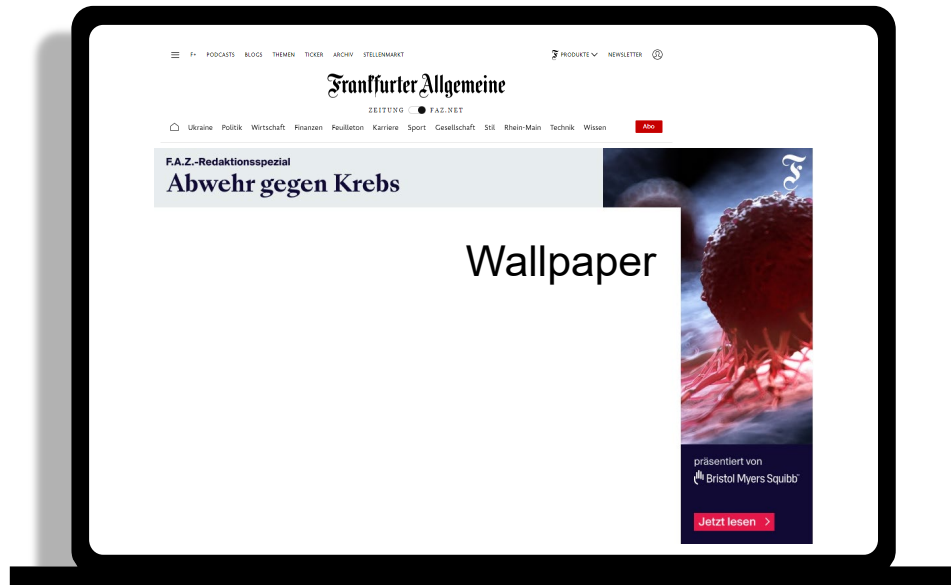 F+ PODCASTS BLOGS THEMEN TICKER ARCHIV STELLENMARKT PRODUKTE NEWSLETTER
Frankfurter Allgemeine
ZEITUNG FAZ.NET
Ukraine Politik Wirtschaft Finanzen Feuilleton Karriere Sport Gesellschaft Stil Rhein-Main Technik Wissen Abo
F.A.Z.-Redaktionsspezial
Abwehr gegen Krebs
F
Wallpaper
präsentiert von
Bristol Myers Squibb™
Jetzt lesen >